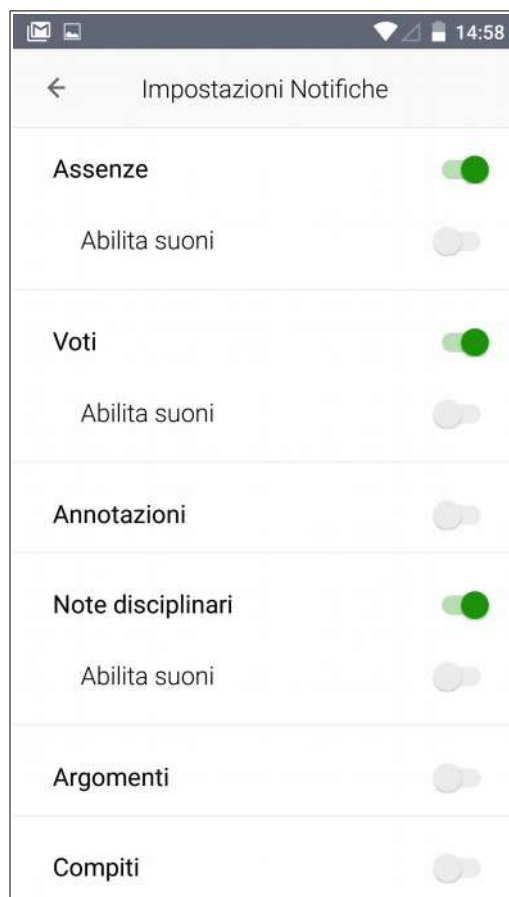 14:58
Impostazioni Notifiche
Assenze
Abilita suoni
Voti
Abilita suoni
Annotazioni
Note disciplinari
Abilita suoni
Argomenti
Compiti